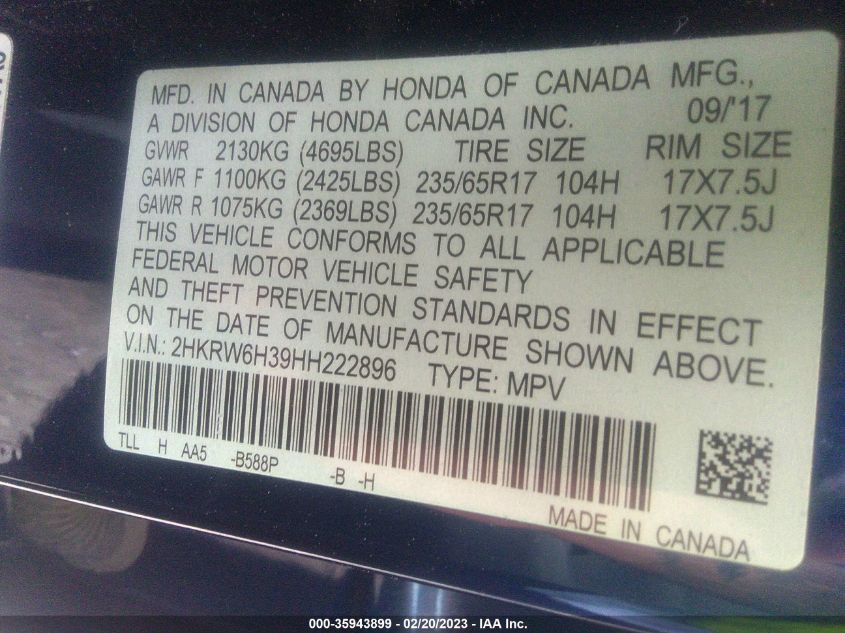 MFD. IN CANADA BY HONDA OF CANADA MFG.,
A DIVISION OF HONDA CANADA INC. 09/'17
GVWR 2130KG (4695LBS) TIRE SIZE RIM SIZE
GAWR F 1100KG (2425LBS) 235/65R17 104H 17X7.5J
GAWR R 1075KG (2369LBS) 235/65R17 104H 17X7.5J
THIS VEHICLE CONFORMS TO ALL APPLICABLE
FEDERAL MOTOR VEHICLE SAFETY
AND THEFT PREVENTION STANDARDS IN EFFECT
ON THE DATE OF MANUFACTURE SHOWN ABOVE.
V.I.N.: 2HKRW6H39HH222896 TYPE: MPV
TLL H AA5 -B588P -B -H
MADE IN CANADA
000-35943899 — 02/20/2023 - IAA Inc.